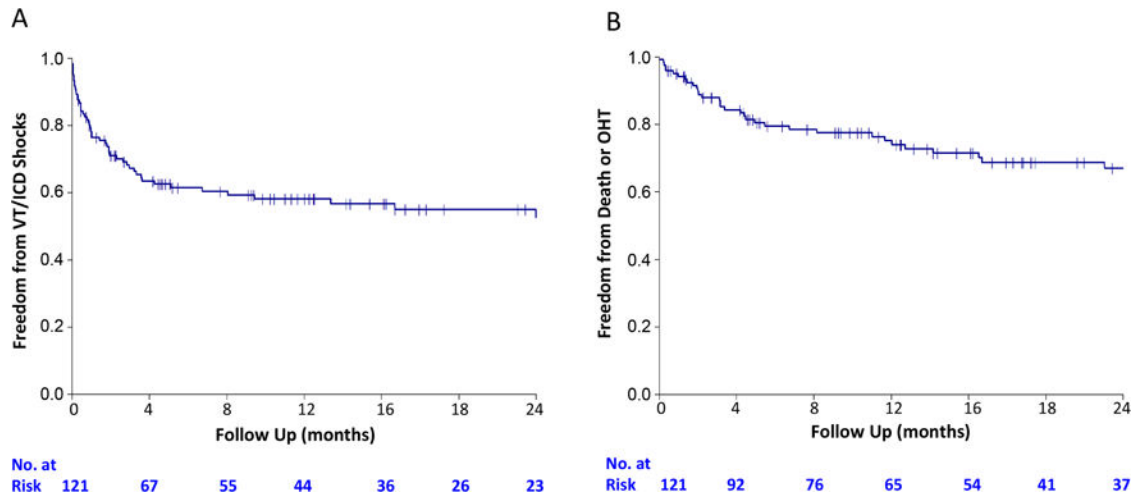 A
Freedom from VT/ICD Shocks
1.0
0.8
0.6
0.4
0.2
0.0
0 4 8 12 16 18 24
Follow Up (months)
No. at
Risk 121 67 55 44 36 26 23
B
Freedom from Death or OHT
1.0
0.8
0.6
0.4
0.2
0.0
0 4 8 12 16 18 24
Follow Up (months)
No. at
Risk 121 92 76 65 54 41 37